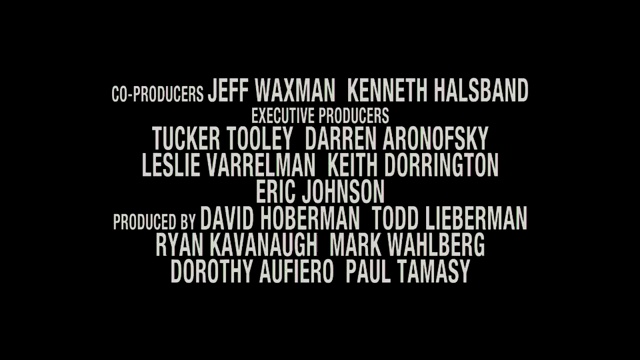 CO-PRODUCERS JEFF WAXMAN KENNETH HALSBAND
EXECUTIVE PRODUCERS
TUCKER TOOLEY DARREN ARONOFSKY
LESLIE VARRELMAN KEITH DORRINGTON
ERIC JOHNSON
PRODUCED BY DAVID HOBERMAN TODD LIEBERMAN
RYAN KAVANAUGH MARK WAHLBERG
DOROTHY AUFIERO PAUL TAMASY